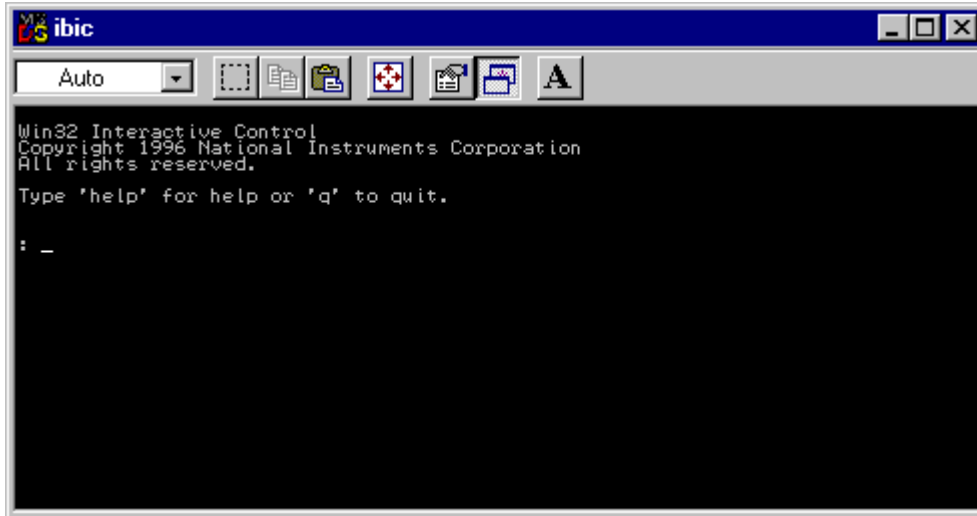 ibic
Auto
A
Win32 Interactive Control
Copyright 1996 National Instruments Corporation
All rights reserved.
Type 'help' for help or 'q' to quit.
: _